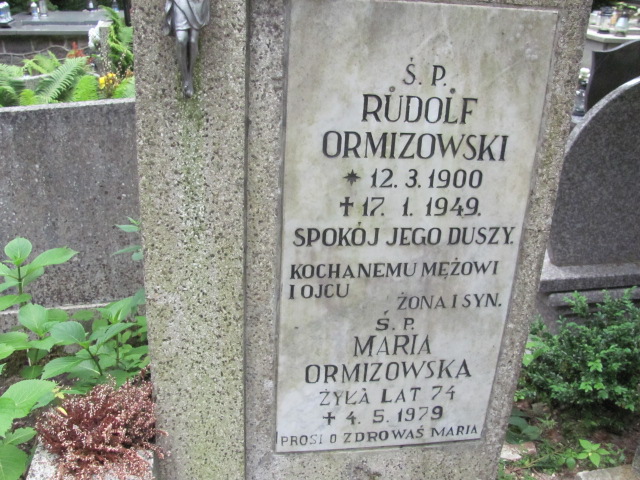 Ś. P.
RUDOLF
ORMIZOWSKI
* 12. 3. 1900
✝ 17. 1. 1949.
SPOKÓJ JEGO DUSZY.
KOCHANEMU MĘŻOWI
I OJCU ŻONA I SYN.
Ś. P.
MARIA
ORMIZOWSKA
ŻYŁA LAT 74
✝ 4. 5. 1979
PROSI O ZDROWAŚ MARIA